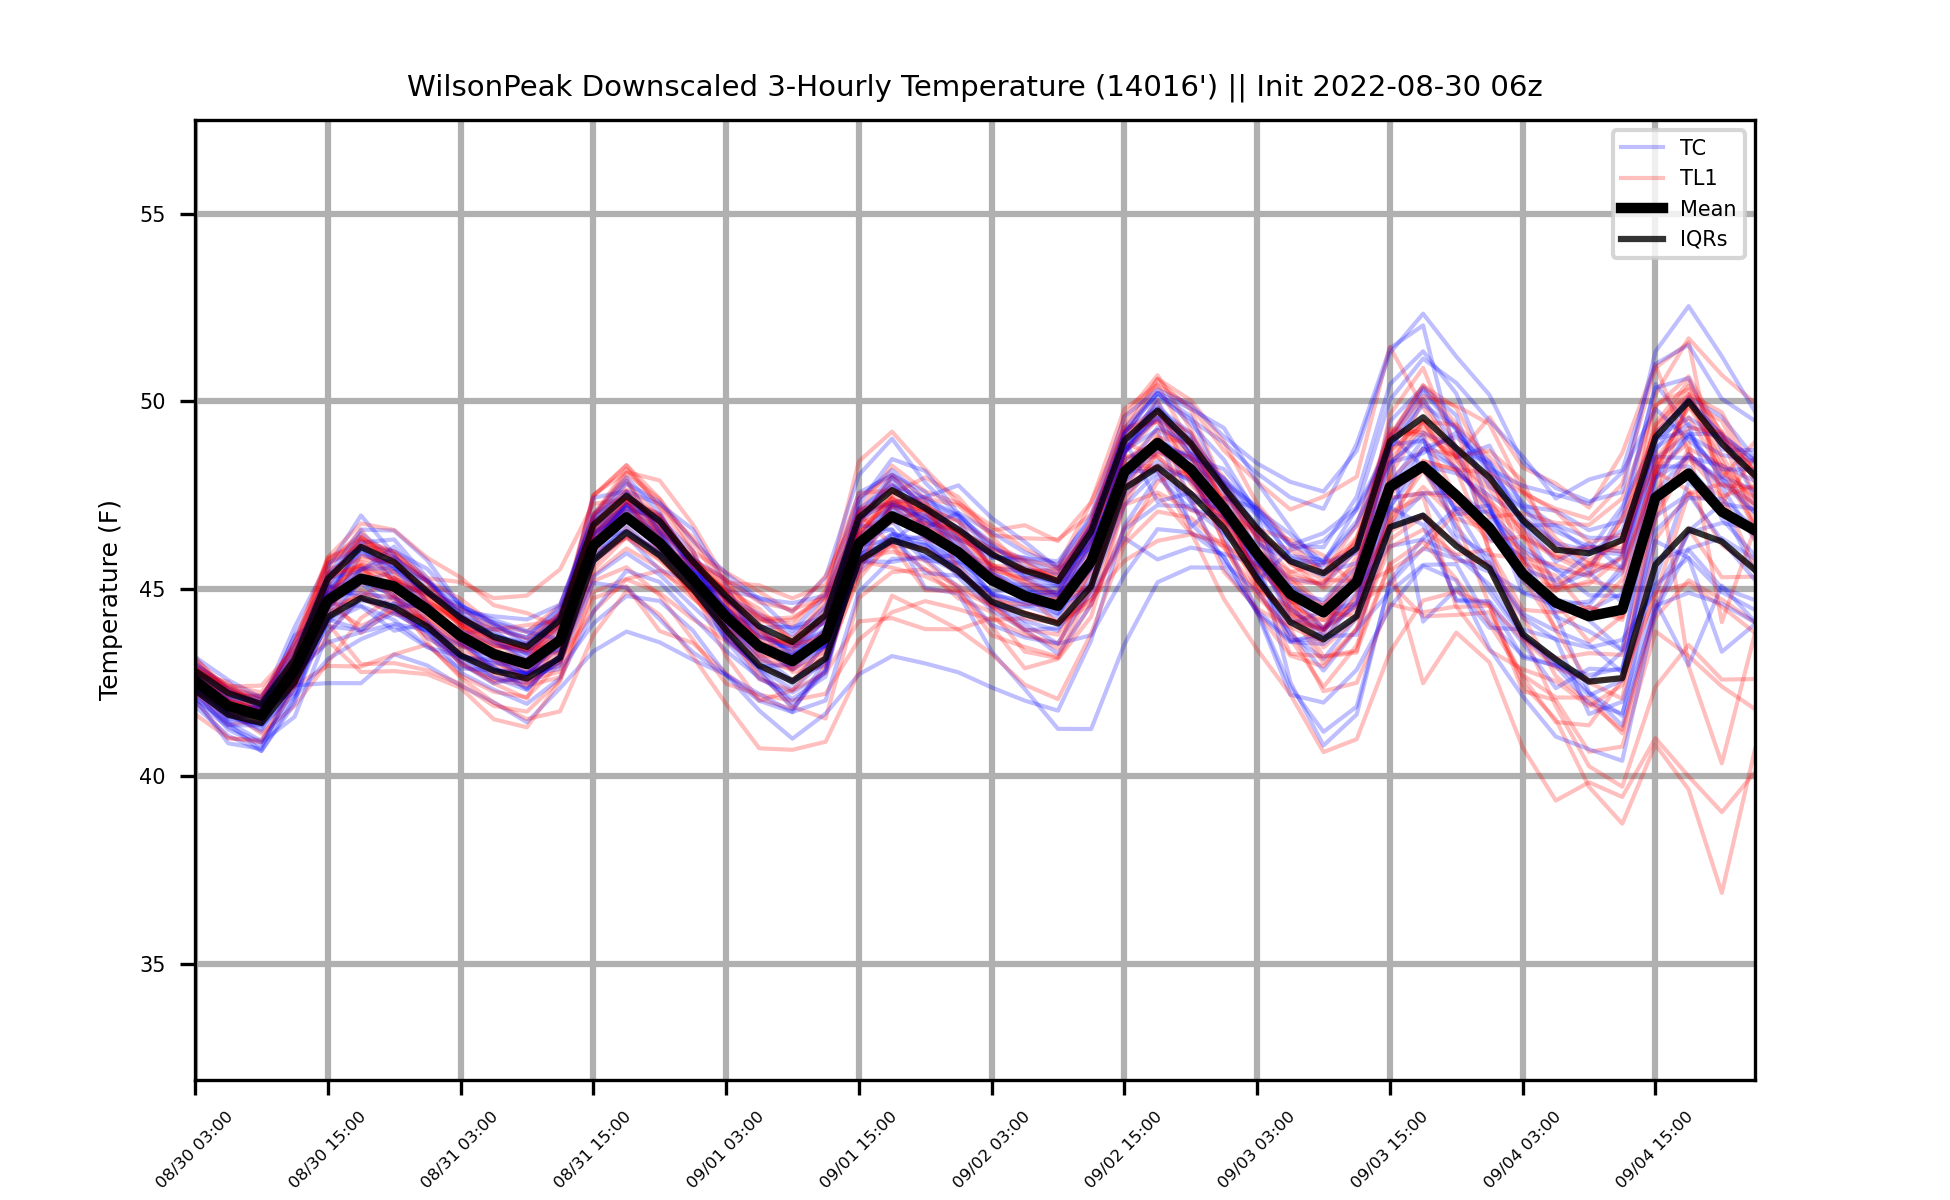 WilsonPeak Downscaled 3-Hourly Temperature (14016') || Init 2022-08-30 06z
TC
TL1
Mean
IQRs
Temperature (F)
55
50
45
40
35
08/30 03:00
08/30 15:00
08/31 03:00
08/31 15:00
09/01 03:00
09/01 15:00
09/02 03:00
09/02 15:00
09/03 03:00
09/03 15:00
09/04 03:00
09/04 15:00